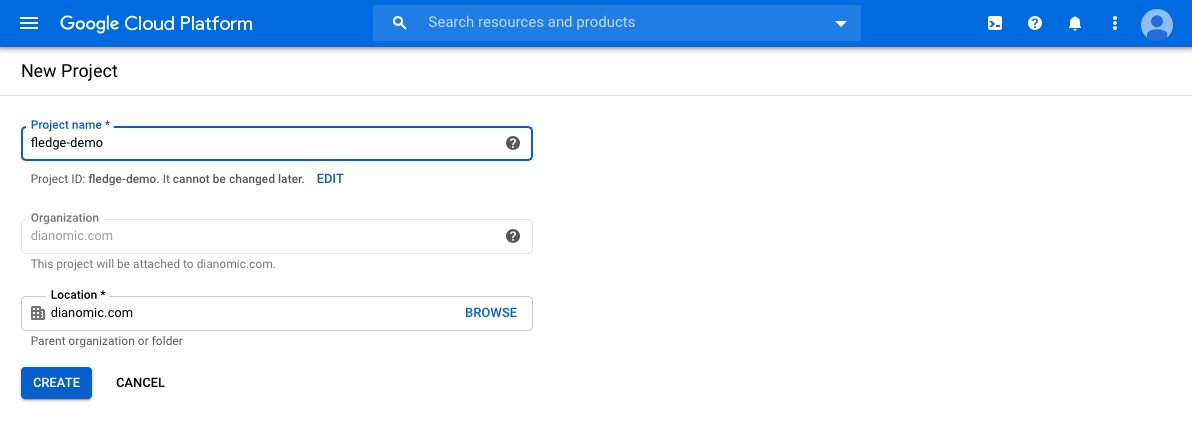 Google Cloud Platform
Search resources and products
New Project
Project name *
fledge-demo
Project ID: fledge-demo. It cannot be changed later. EDIT
Organization
dianomic.com
This project will be attached to dianomic.com.
Location *
dianomic.com BROWSE
Parent organization or folder
CREATE CANCEL